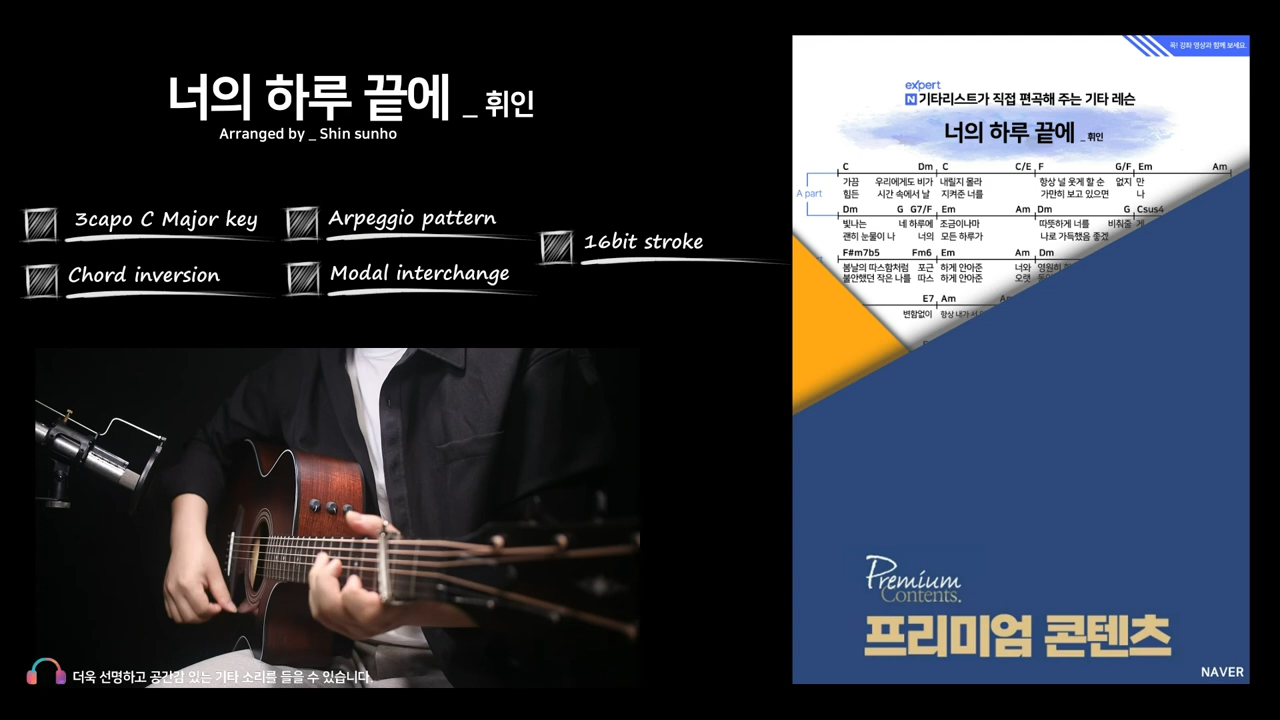 너의 하루 끝에 _ 휘인
Arranged by _ Shin sunho
3capo C Major key
Arpeggio pattern
16bit stroke
Chord inversion
Modal interchange
더욱 선명하고 공간감 있는 기타 소리를 들을 수 있습니다.
꼭! 강좌 영상과 함께 보세요.
expert
N 기타리스트가 직접 편곡해 주는 기타 레슨
너의 하루 끝에 _ 휘인
C Dm C C/E F G/F Em Am
A part
가끔 우리에게도 비가 내릴지 몰라 항상 널 웃게 할 순 없지 만
힘든 시간 속에서 날 지켜준 너를 가만히 보고 있으면 나
Dm G G7/F Em Am Dm G Csus4
빛나는 네 하루에 조금이나마 따뜻하게 너를 비춰줄 게
괜히 눈물이 나 너의 모든 하루가 나로 가득했음 좋겠
F#m7b5 Fm6 Em Am Dm
봄날의 따스함처럼 포근 하게 안아준 너와 영원히
불안했던 작은 나를 따스 하게 안아준 오랫
E7 Am
변함없이 항상 내가 서
Premium
Contents.
프리미엄 콘텐츠
NAVER